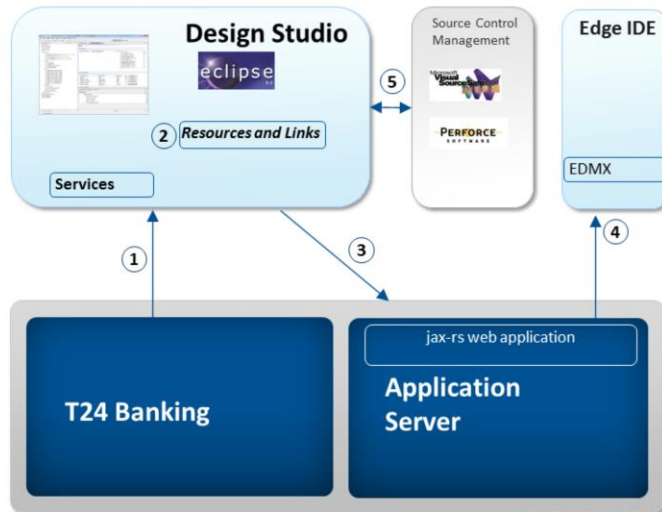 Design Studio
eclipse
2 Resources and Links
Services
5
Source Control
Management
Microsoft
Visual
SourceSafe
PERFORCE
SOFTWARE
Edge IDE
EDMX
1
3
4
T24 Banking
jax-rs web application
Application
Server